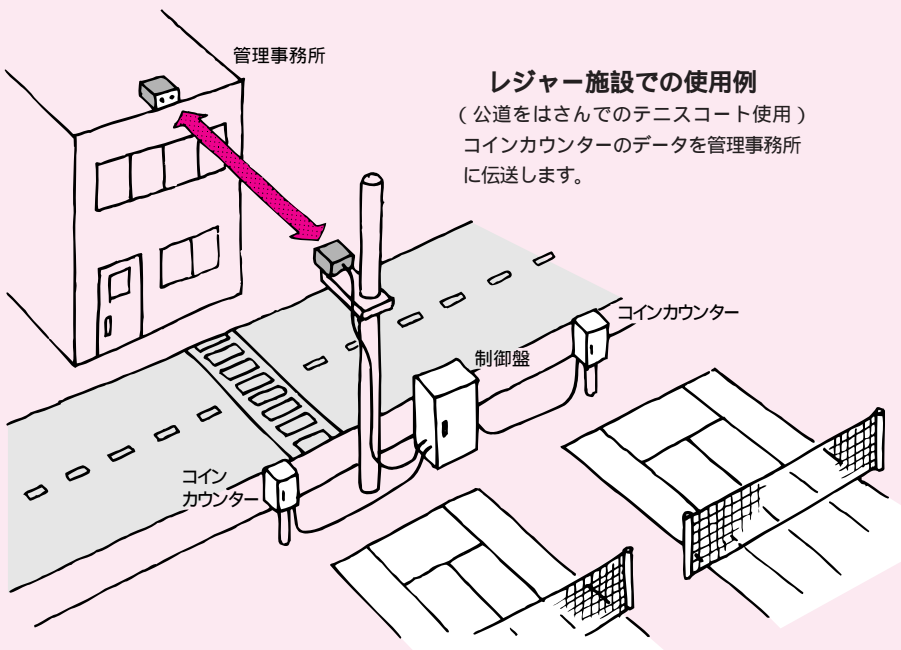 管理事務所
レジャー施設での使用例
(公道をはさんでのテニスコート使用)
コインカウンターのデータを管理事務所
に伝送します。
コインカウンター
制御盤
コイン
カウンター